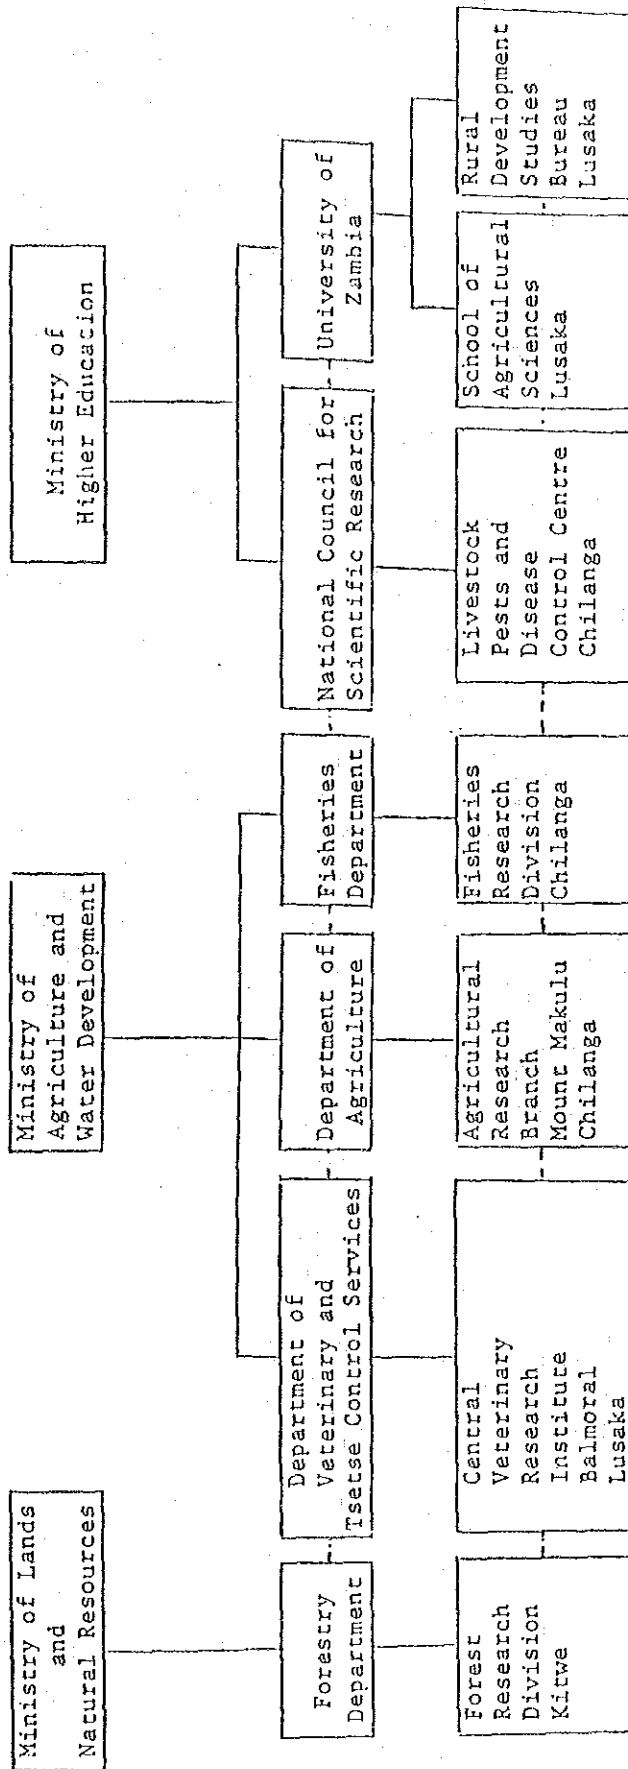 Ministry of Lands
and
Natural Resources
Ministry of
Agriculture and
Water Development
Ministry of
Higher Educacion
Forestry
Department
Department of
Veterinary and
Tsetse Control Services
Department of
Agriculture
Fisheries
Department
National Council for
Scientific Research
University of
Zambia
Forest
Research
Division
Kitwe
Central
Veterinary
Research
Institute
Balmoral
Lusaka
Agricultural
Research
Branch
Mount Makulu
Chilanga
Fisheries
Research
Division
Chilanga
Livestock
Pests and
Disease
Control Centre
Chilanga
School of
Agricultural
Sciences
Lusaka
Rural
Development
Studies
Bureau
Lusaka